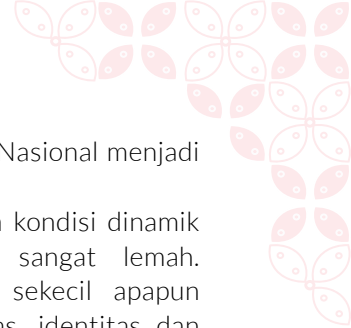 Nasional menjadi
kondisi dinamik
sangat lemah.
sekecil apapun
identitas dan